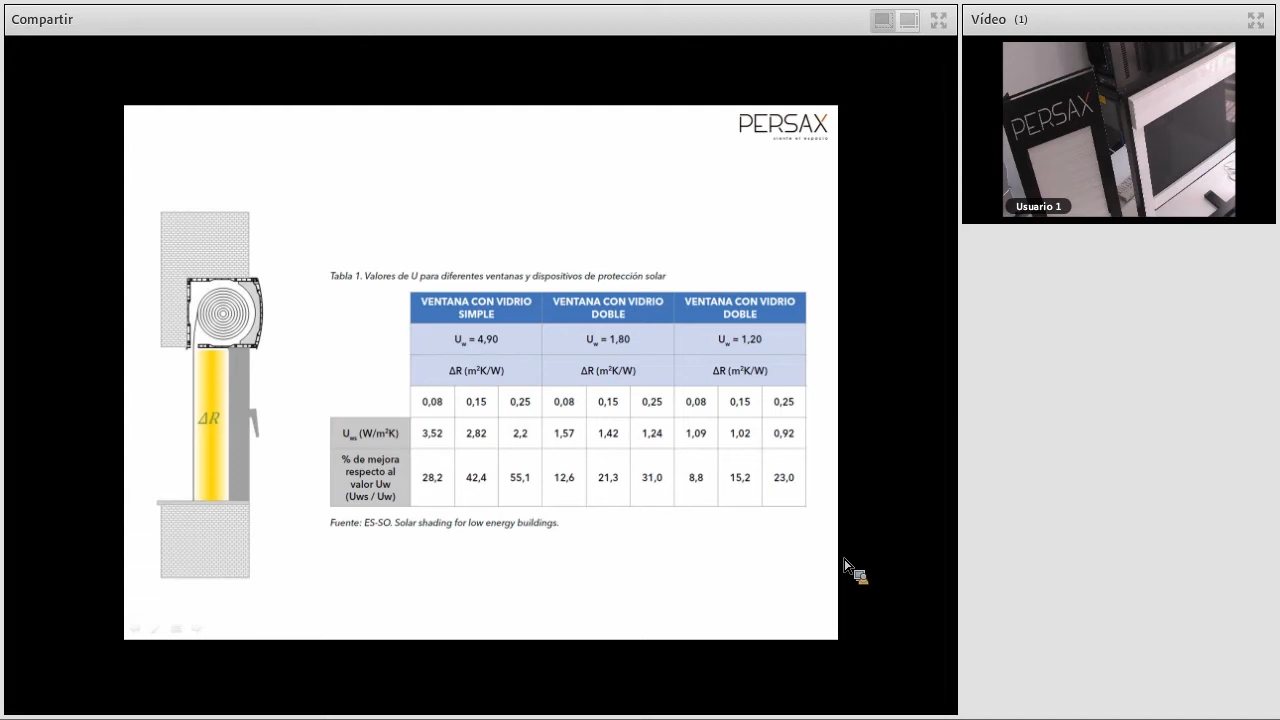 Compartir
Vídeo (1)
PERSAX
siente el espacio
PERSAX
Usuario 1
Tabla 1. Valores de U para diferentes ventanas y dispositivos de protección solar
VENTANA CON VIDRIO SIMPLE
VENTANA CON VIDRIO DOBLE
VENTANA CON VIDRIO DOBLE
Uw = 4,90
Uw = 1,80
Uw = 1,20
ΔR (m²K/W)
ΔR (m²K/W)
ΔR (m²K/W)
0,08 0,15 0,25 0,08 0,15 0,25 0,08 0,15 0,25
Uws (W/m²K) 3,52 2,82 2,2 1,57 1,42 1,24 1,09 1,02 0,92
% de mejora
respecto al
valor Uw
(Uws / Uw)
28,2 42,4 55,1 12,6 21,3 31,0 8,8 15,2 23,0
ΔR
Fuente: ES-SO. Solar shading for low energy buildings.